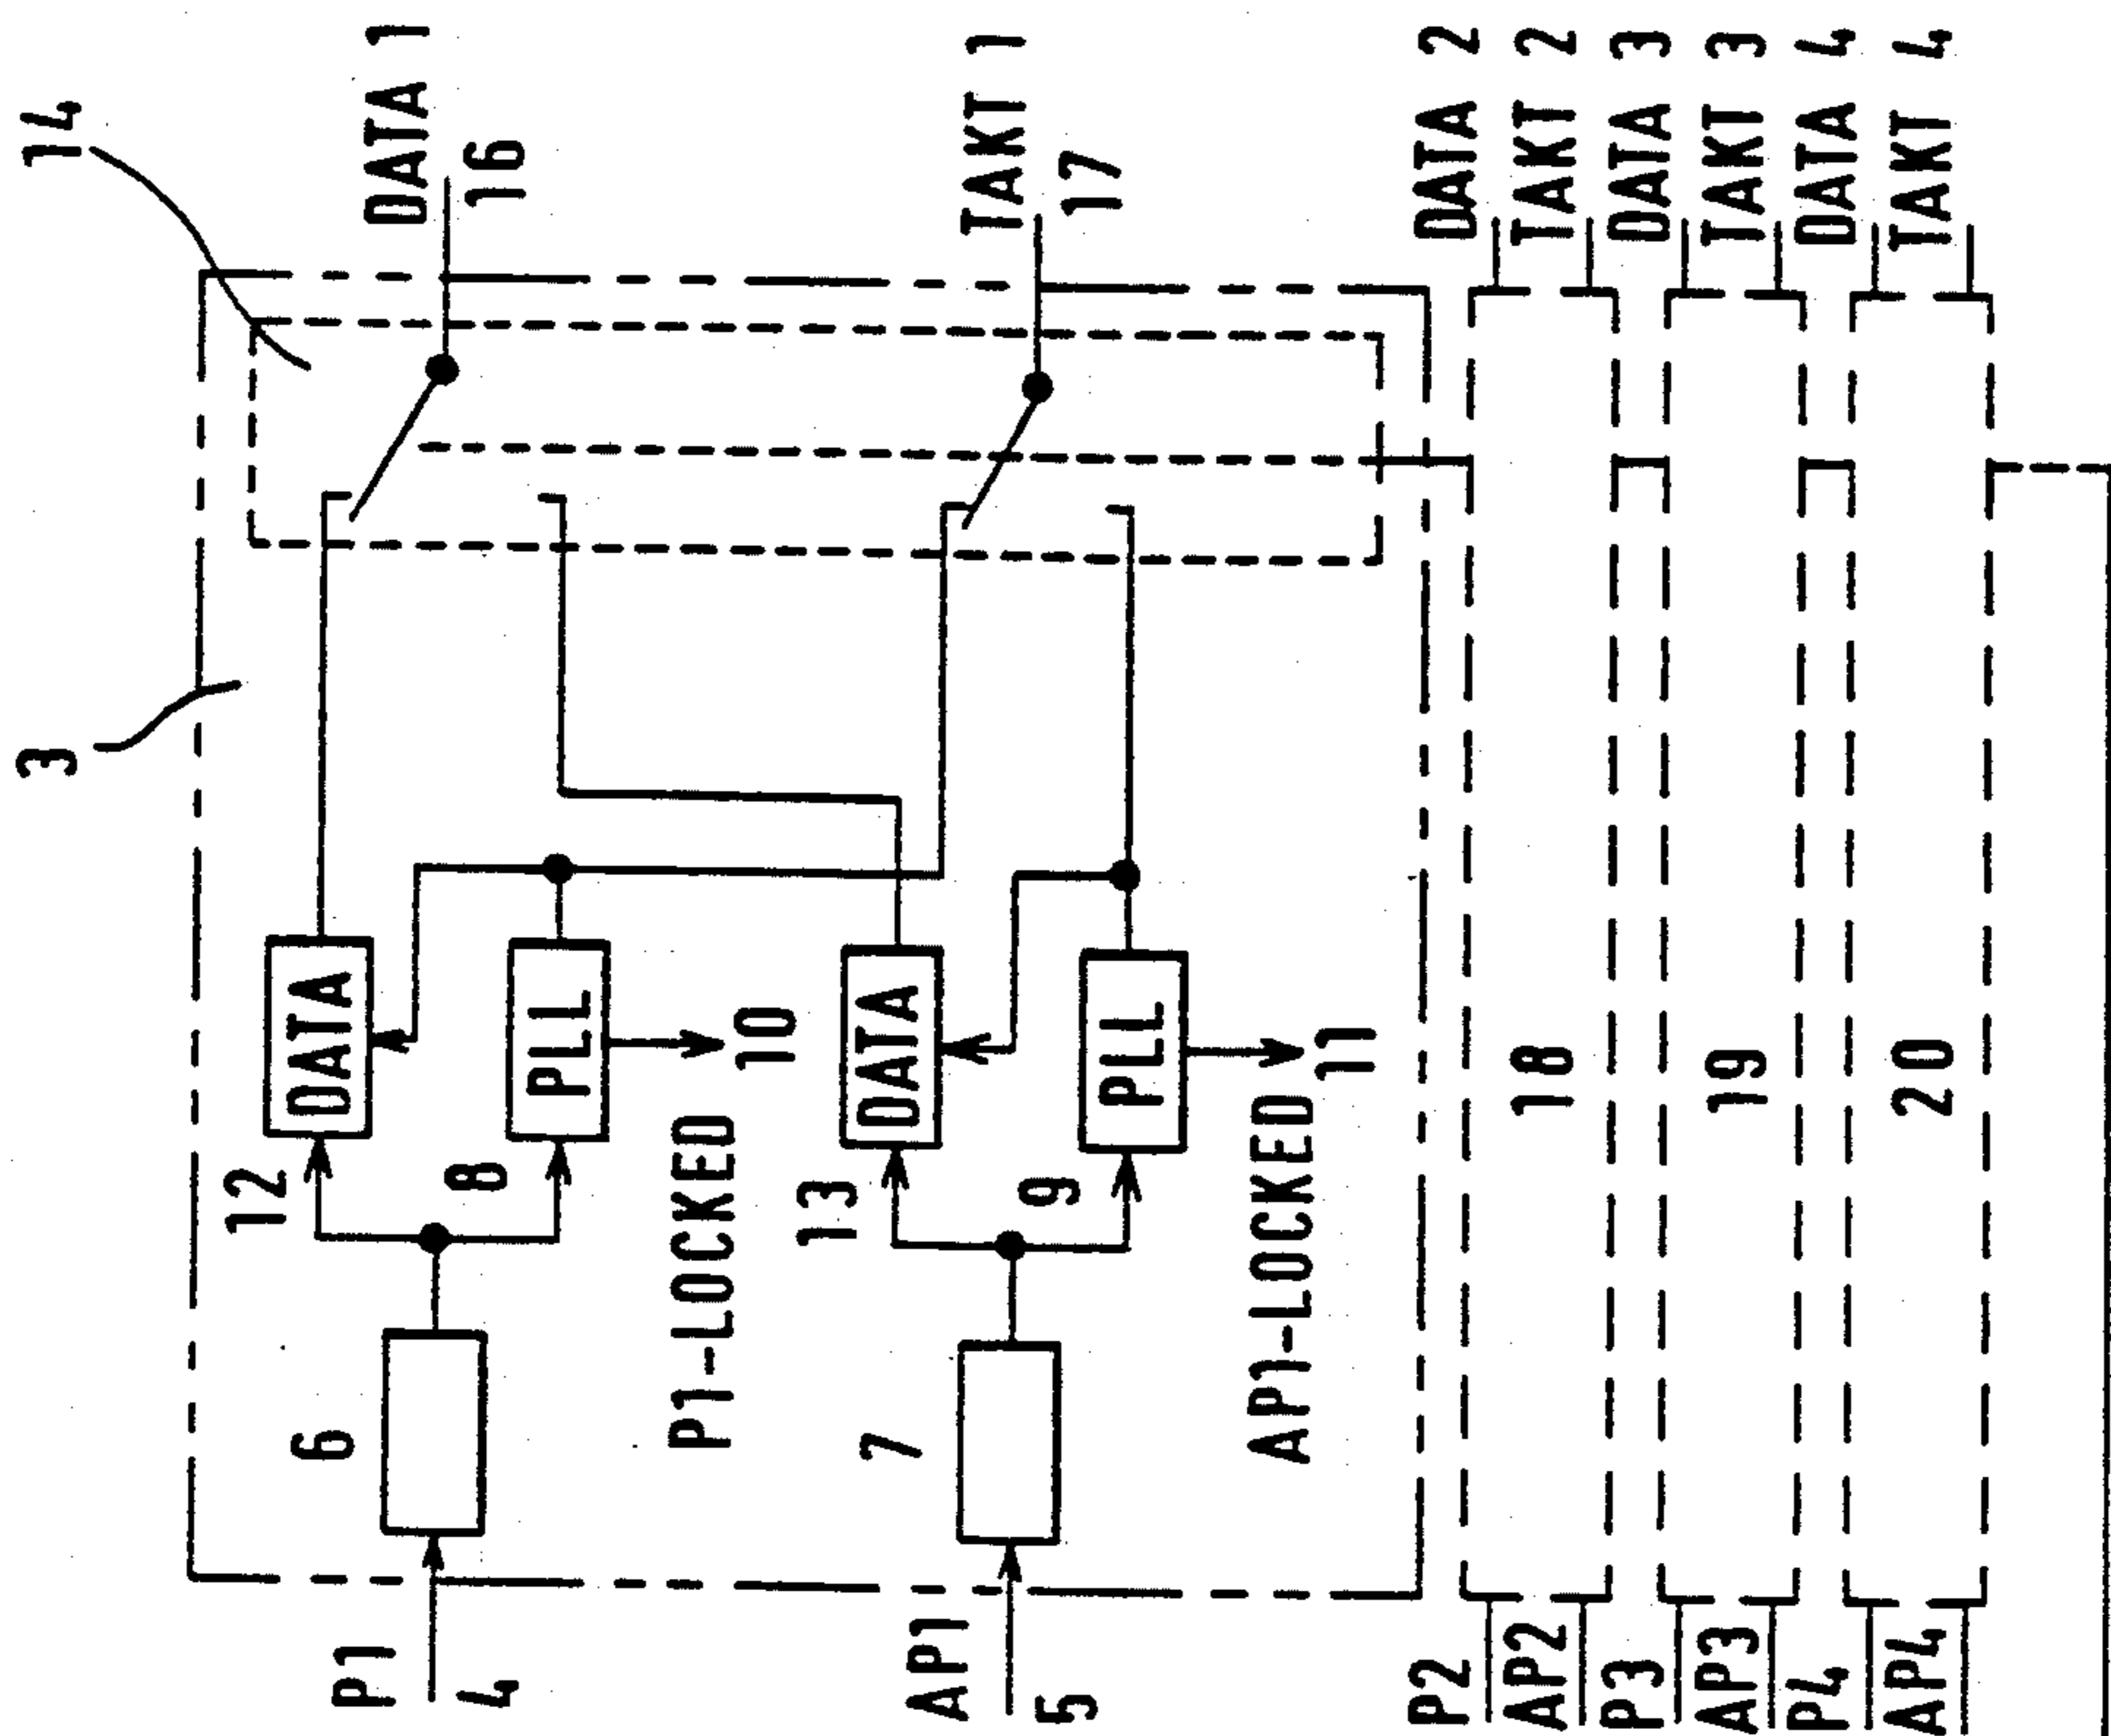 3
14
P1
4
6
12
DATA
8
PLL
P1-LOCKED
10
DATA 1
16
AP1
5
7
13
DATA
9
PLL
AP1-LOCKED
11
TAKT 1
17
P2
AP2
18
DATA 2
TAKT 2
P3
AP3
19
DATA 3
TAKT 3
P4
AP4
20
DATA 4
TAKT 4